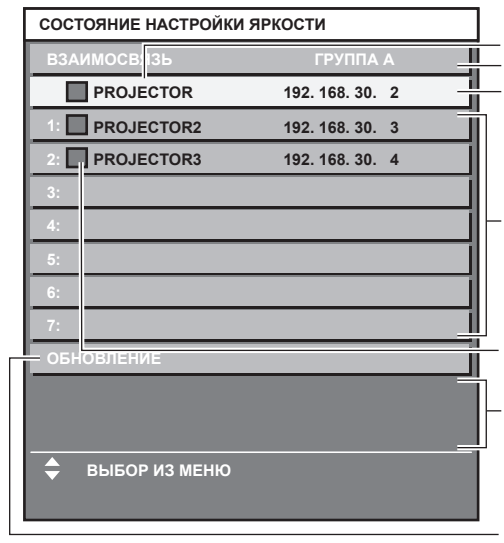 СОСТОЯНИЕ НАСТРОЙКИ ЯРКОСТИ
ВЗАИМОСВЯЗЬ ГРУППА A
PROJECTOR 192. 168. 30. 2
1: PROJECTOR2 192. 168. 30. 3
2: PROJECTOR3 192. 168. 30. 4
3:
4:
5:
6:
7:
ОБНОВЛЕНИЕ
ВЫБОР ИЗ МЕНЮ